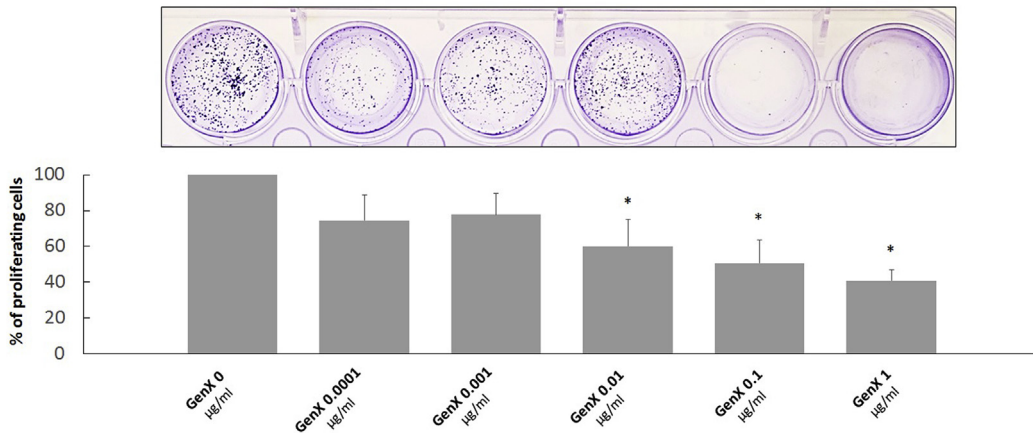 100
80
60
40
20
0
% of proliferating cells
*
*
*
GenX 0
µg/ml
GenX 0.0001
µg/ml
GenX 0.001
µg/ml
GenX 0.01
µg/ml
GenX 0.1
µg/ml
GenX 1
µg/ml